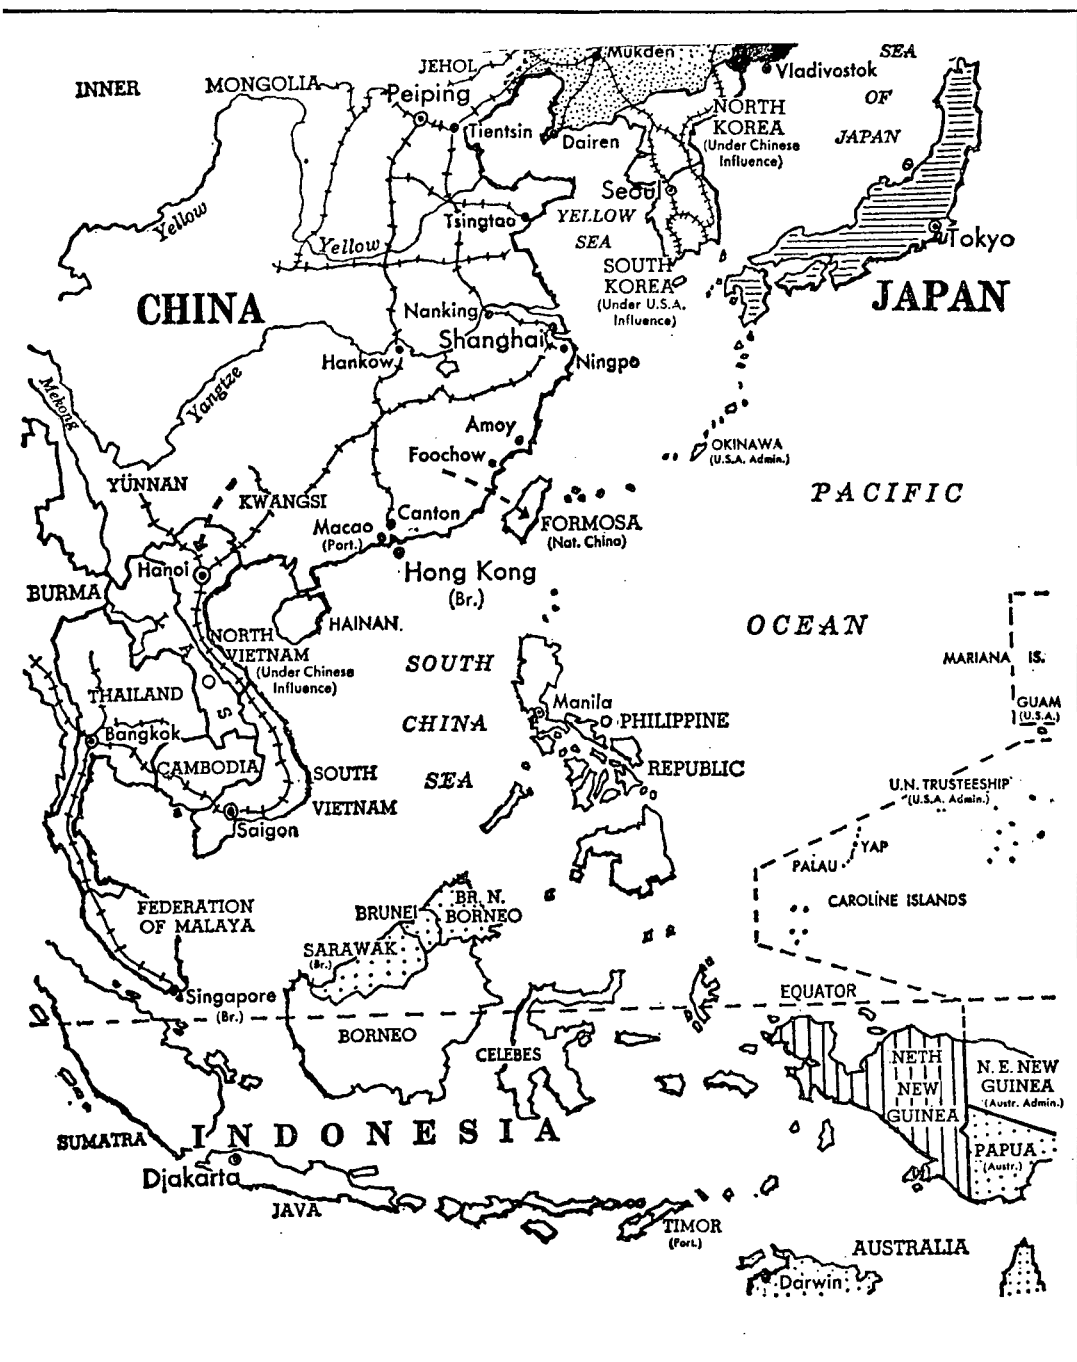 Mukden
SEA
OF
JAPAN
JEHOL
Vladivostok
INNER MONGOLIA
Peiping
NORTH
KOREA
(Under Chinese
Influence)
Tientsin
Dairen
Seoul
Yellow
Tsingtao
YELLOW
SEA
Yellow
Tokyo
SOUTH
KOREA
(Under U.S.A.
Influence)
CHINA
JAPAN
Nanking
Shanghai
Hankow
Ningpo
Mekong
Yangtze
Amoy
Foochow
OKINAWA
(U.S.A. Admin.)
YÜNNAN
KWANGSI
PACIFIC
Canton
Macao
(Port.)
FORMOSA
(Nat. China)
Hanoi
Hong Kong
(Br.)
BURMA
HAINAN.
OCEAN
NORTH
VIETNAM
(Under Chinese
Influence)
SOUTH
CHINA
SEA
MARIANA IS.
THAILAND
A
O
S
GUAM
(U.S.A.)
Manila
PHILIPPINE
REPUBLIC
Bangkok
CAMBODIA
SOUTH
VIETNAM
U.N. TRUSTEESHIP
(U.S.A. Admin.)
Saigon
YAP
PALAU
CAROLINE ISLANDS
FEDERATION
OF MALAYA
BRUNEI
BR. N.
BORNEO
SARAWAK
(Br.)
Singapore
(Br.)
EQUATOR
BORNEO
CELEBES
NETH
NEW
GUINEA
N. E. NEW
GUINEA
(Austr. Admin.)
SUMATRA
INDONESIA
PAPUA
(Austr.)
Djakarta
JAVA
TIMOR
(Port.)
AUSTRALIA
Darwin